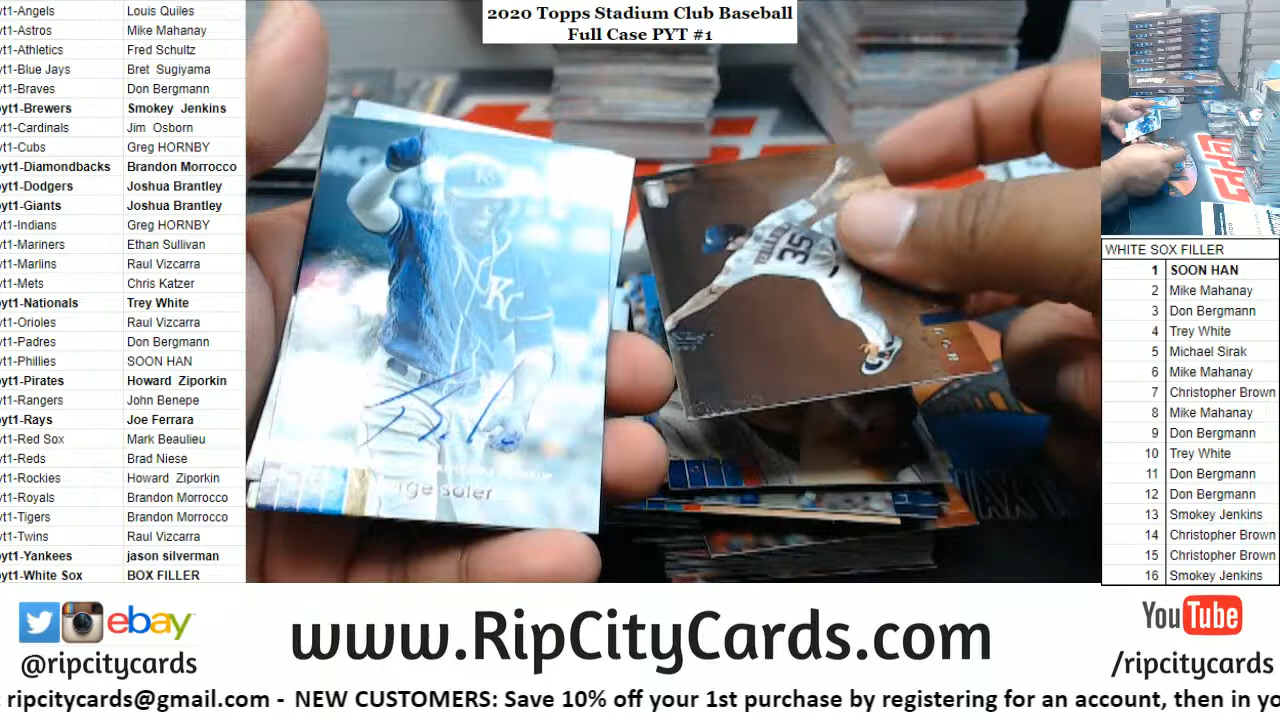 2020 Topps Stadium Club Baseball
Full Case PYT #1
yt1-Angels Louis Quiles
yt1-Astros Mike Mahanay
yt1-Athletics Fred Schultz
yt1-Blue Jays Bret Sugiyama
yt1-Braves Don Bergmann
yt1-Brewers Smokey Jenkins
yt1-Cardinals Jim Osborn
yt1-Cubs Greg HORNBY
yt1-Diamondbacks Brandon Morrocco
yt1-Dodgers Joshua Brantley
yt1-Giants Joshua Brantley
yt1-Indians Greg HORNBY
yt1-Mariners Ethan Sullivan
yt1-Marlins Raul Vizcarra
yt1-Mets Chris Katzer
yt1-Nationals Trey White
yt1-Orioles Raul Vizcarra
yt1-Padres Don Bergmann
yt1-Phillies SOON HAN
yt1-Pirates Howard Ziporkin
yt1-Rangers John Benepe
yt1-Rays Joe Ferrara
yt1-Red Sox Mark Beaulieu
yt1-Reds Brad Niese
yt1-Rockies Howard Ziporkin
yt1-Royals Brandon Morrocco
yt1-Tigers Brandon Morrocco
yt1-Twins Raul Vizcarra
yt1-Yankees jason silverman
yt1-White Sox BOX FILLER
KC
ge soler
35
TOPPS
WHITE SOX FILLER
1 SOON HAN
2 Mike Mahanay
3 Don Bergmann
4 Trey White
5 Michael Sirak
6 Mike Mahanay
7 Christopher Brown
8 Mike Mahanay
9 Don Bergmann
10 Trey White
11 Don Bergmann
12 Don Bergmann
13 Smokey Jenkins
14 Christopher Brown
15 Christopher Brown
16 Smokey Jenkins
ebay
@ripcitycards
www.RipCityCards.com
YouTube
/ripcitycards
ripcitycards@gmail.com - NEW CUSTOMERS: Save 10% off your 1st purchase by registering for an account, then in yo